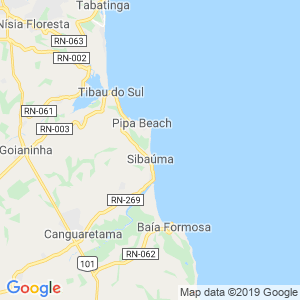 Tabatinga
Nísia Floresta
RN-063
RN-002
Tibau do Sul
RN-061
Pipa Beach
RN-003
Goianinha
Sibaúma
RN-269
Baía Formosa
Canguaretama
101
RN-062
Google
Map data ©2019 Google